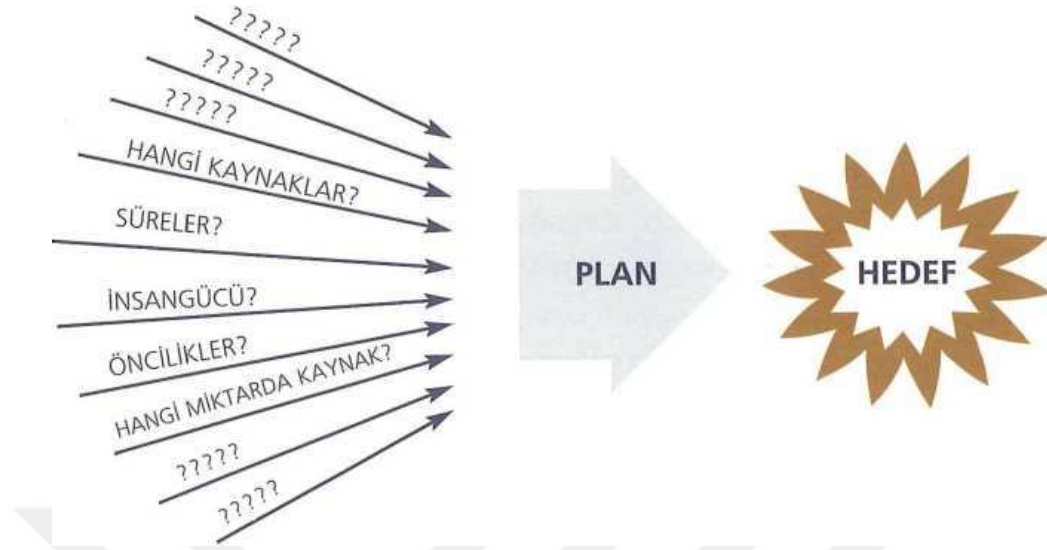 ?????
?????
?????
HANGİ KAYNAKLAR?
SÜRELER?
İNSANGÜCÜ?
ÖNCİLİKLER?
HANGİ MİKTARDA KAYNAK?
?????
?????
PLAN
HEDEF